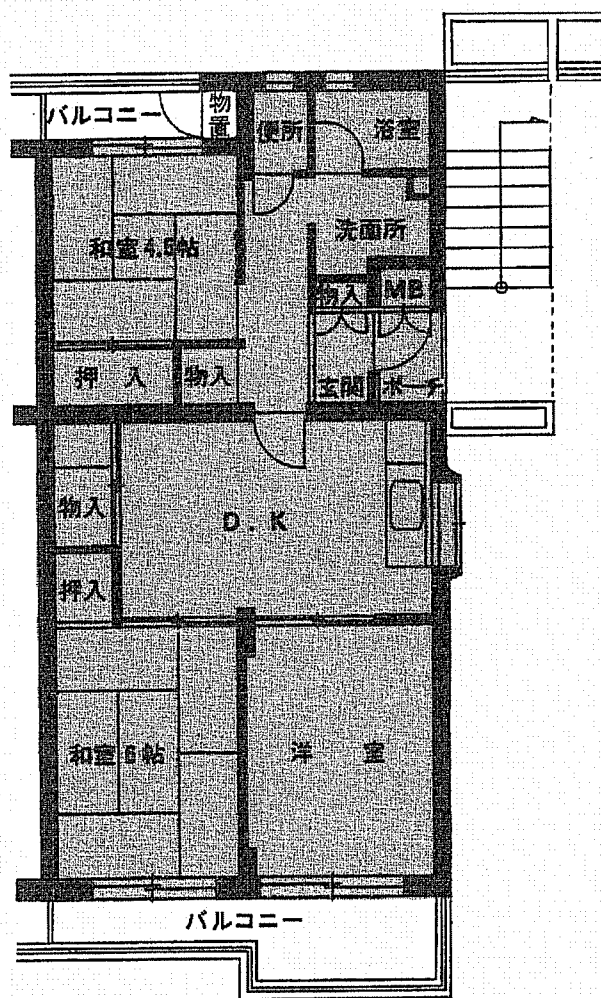 バルコニー
物置
便所
浴室
和室4.5帖
洗面所
物入
MB
押入
物入
玄関
ポーチ
物入
D.K
押入
和室6帖
洋室
バルコニー